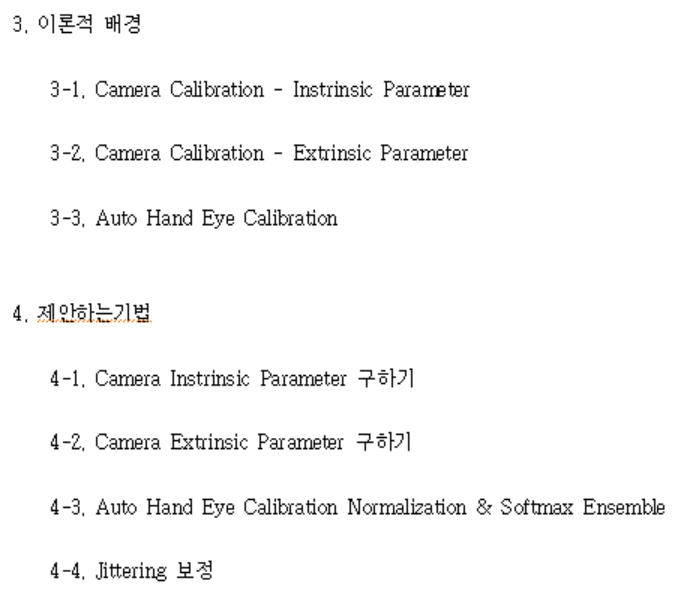 3. 이론적 배경
3-1. Camera Calibration - Instrinsic Parameter
3-2. Camera Calibration - Extrinsic Parameter
3-3. Auto Hand Eye Calibration
4. 제안하는기법
4-1. Camera Instrinsic Parameter 구하기
4-2. Camera Extrinsic Parameter 구하기
4-3. Auto Hand Eye Calibration Normalization & Softmax Ensemble
4-4. Jittering 보정